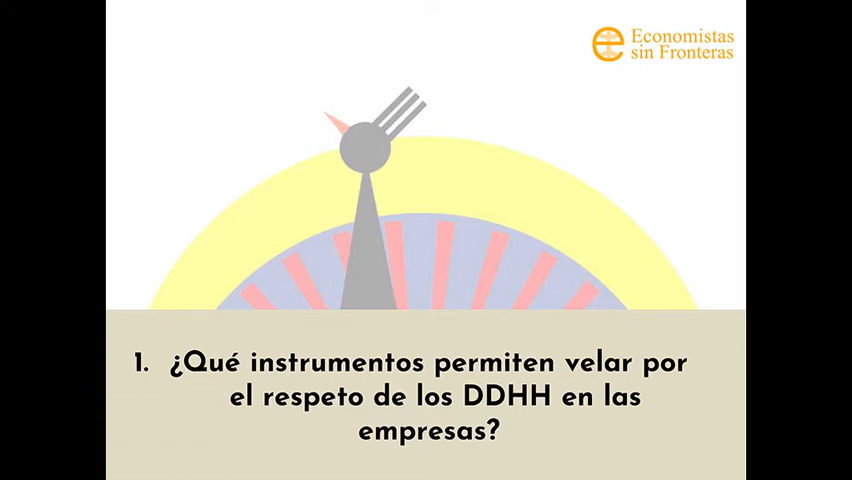 Economistas
sin Fronteras
1. ¿Qué instrumentos permiten velar por
el respeto de los DDHH en las
empresas?